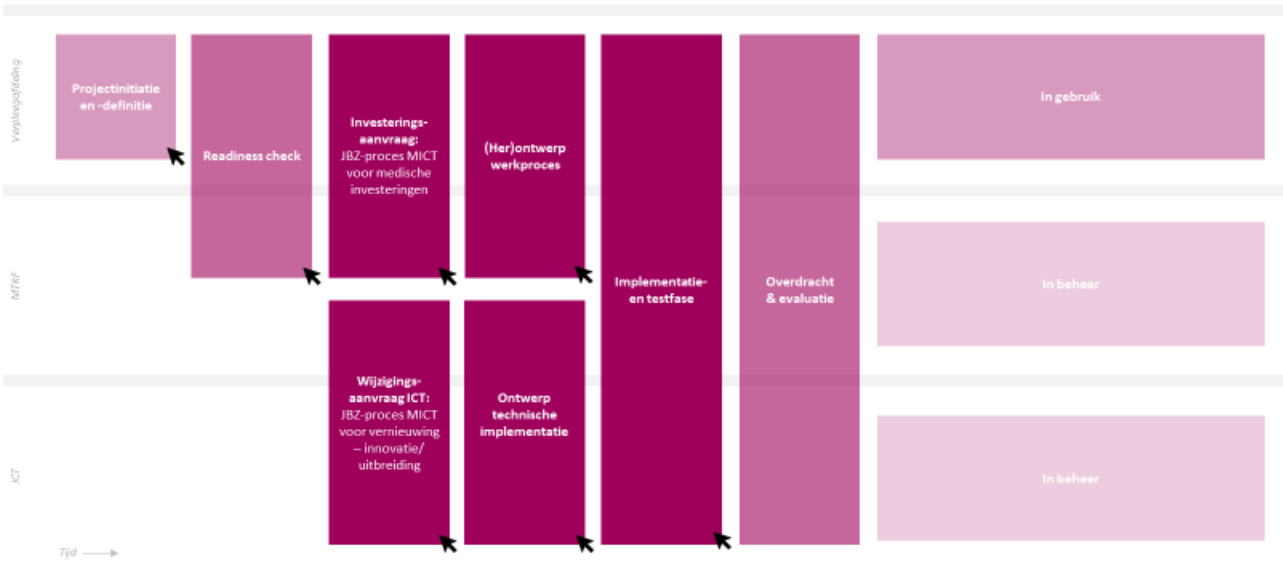 Verpleegafdeling
Projectinitiatie
en -definitie
Readiness check
Investerings-
aanvraag:
JBZ-proces MICT
voor medische
investeringen
(Her)ontwerp
werkproces
In gebruik
MTKF
Implementatie-
en testfase
Overdracht
& evaluatie
In beheer
ICT
Wijzigings-
aanvraag ICT:
JBZ-proces MICT
voor vernieuwing
– innovatie/
uitbreiding
Ontwerp
technische
implementatie
In beheer
Tijd